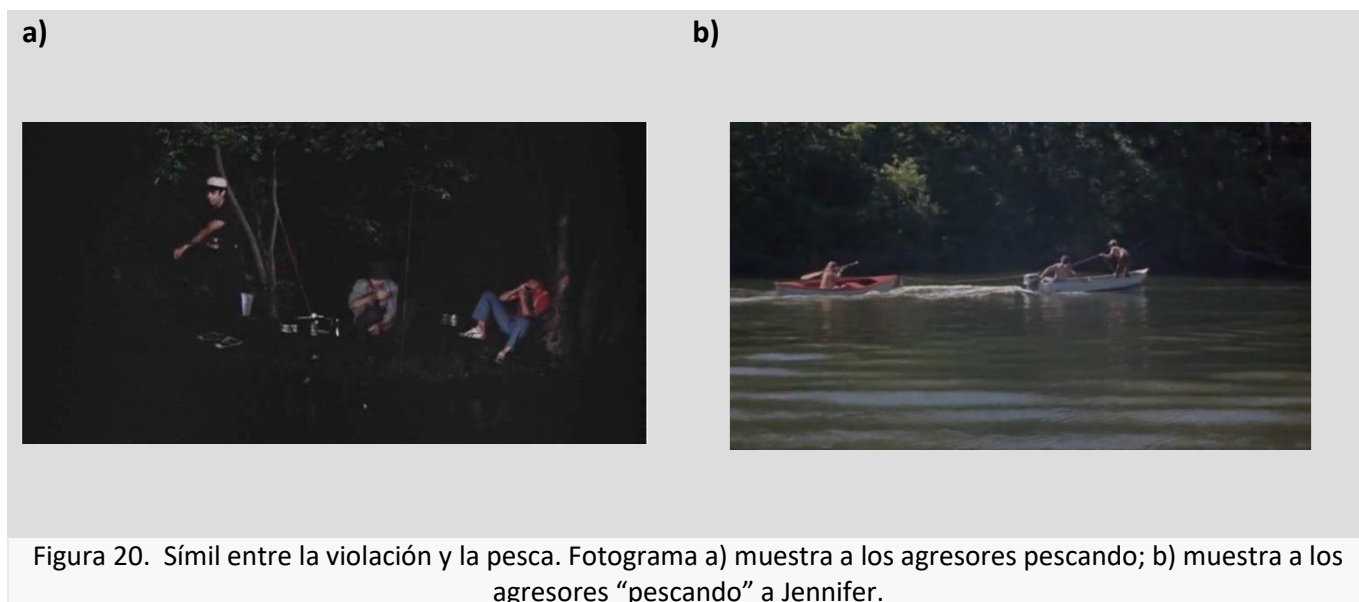 a)
b)
Figura 20.  Símil entre la violación y la pesca. Fotograma a) muestra a los agresores pescando; b) muestra a los
agresores “pescando” a Jennifer.